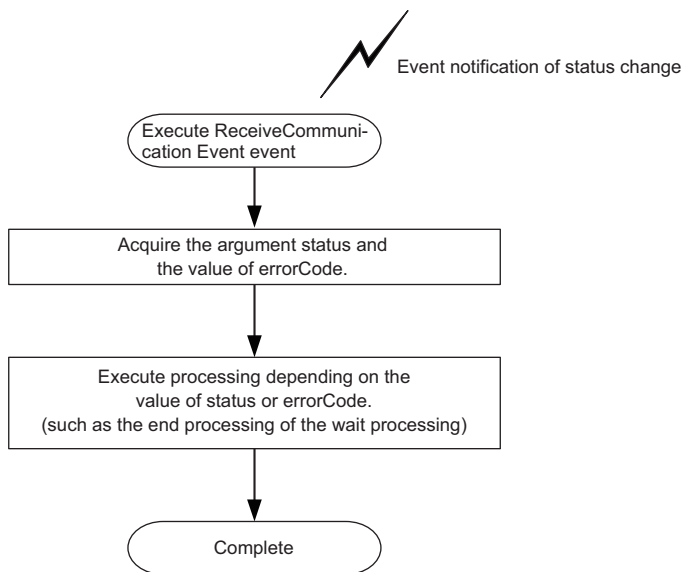 Event notification of status change
Execute ReceiveCommuni-
cation Event event
Acquire the argument status and
the value of errorCode.
Execute processing depending on the
value of status or errorCode.
(such as the end processing of the wait processing)
Complete